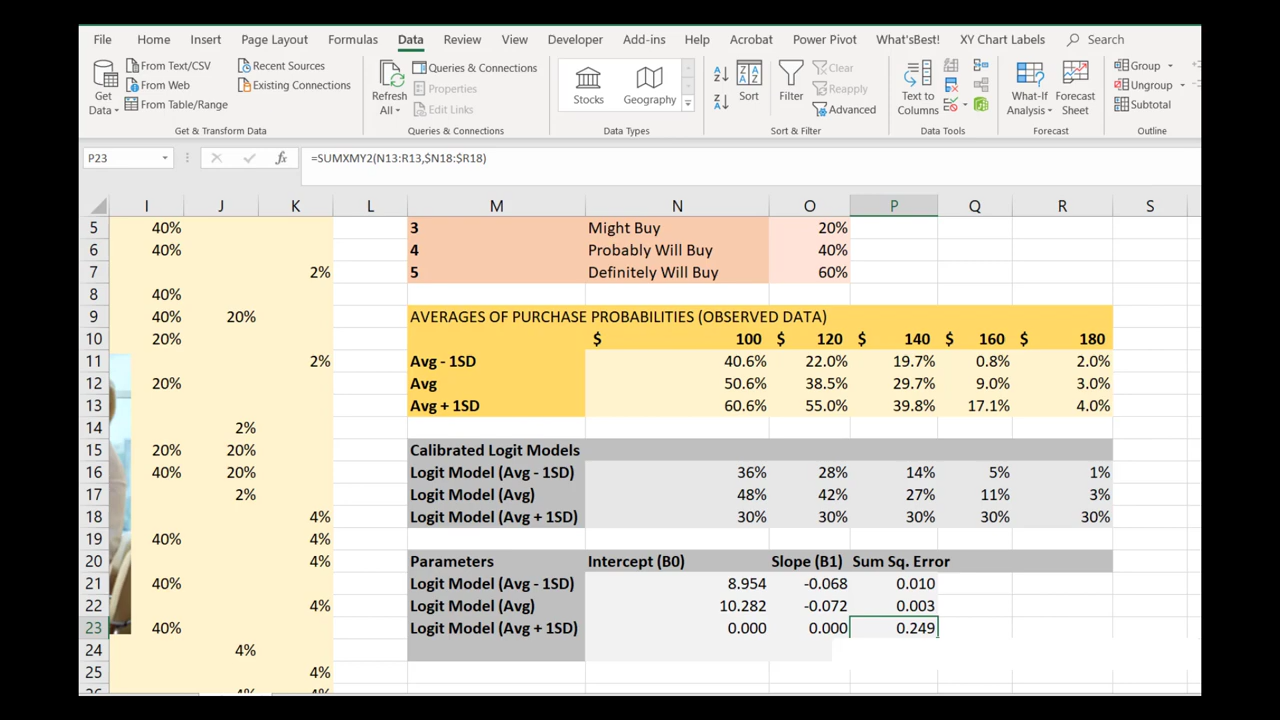 File Home Insert Page Layout Formulas Data Review View Developer Add-ins Help Acrobat Power Pivot What'sBest! XY Chart Labels Search
Get Data
From Text/CSV
From Web
From Table/Range
Recent Sources
Existing Connections
Get & Transform Data
Refresh All
Queries & Connections
Properties
Edit Links
Queries & Connections
Stocks
Geography
Data Types
Sort
Filter
Clear
Reapply
Advanced
Sort & Filter
Text to Columns
Data Tools
What-If Analysis
Forecast Sheet
Forecast
Group
Ungroup
Subtotal
Outline
P23 fx =SUMXMY2(N13:R13,$N18:$R18)
I J K L M N O P Q R S
5 40% 3 Might Buy 20%
6 40% 4 Probably Will Buy 40%
7 2% 5 Definitely Will Buy 60%
8 40%
9 40% 20% AVERAGES OF PURCHASE PROBABILITIES (OBSERVED DATA)
10 20% $ 100 $ 120 $ 140 $ 160 $ 180
11 2% Avg - 1SD 40.6% 22.0% 19.7% 0.8% 2.0%
12 20% Avg 50.6% 38.5% 29.7% 9.0% 3.0%
13 Avg + 1SD 60.6% 55.0% 39.8% 17.1% 4.0%
14 2%
15 20% 20% Calibrated Logit Models
16 40% 20% Logit Model (Avg - 1SD) 36% 28% 14% 5% 1%
17 2% Logit Model (Avg) 48% 42% 27% 11% 3%
18 4% Logit Model (Avg + 1SD) 30% 30% 30% 30% 30%
19 40% 4%
20 4% Parameters Intercept (B0) Slope (B1) Sum Sq. Error
21 40% Logit Model (Avg - 1SD) 8.954 -0.068 0.010
22 4% Logit Model (Avg) 10.282 -0.072 0.003
23 40% Logit Model (Avg + 1SD) 0.000 0.000 0.249
24 4%
25 4%